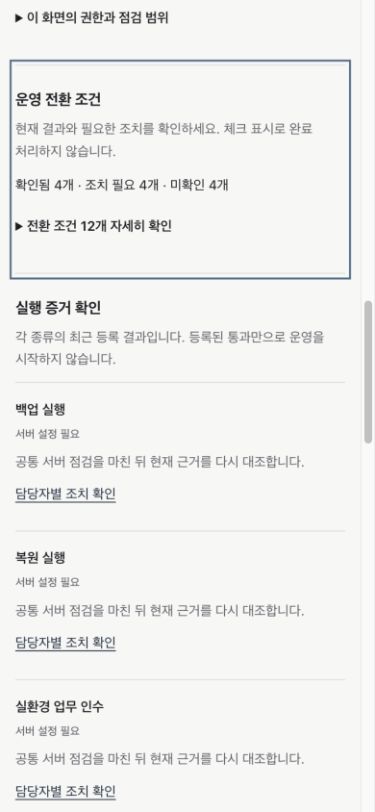 ▶ 이 화면의 권한과 점검 범위
운영 전환 조건
현재 결과와 필요한 조치를 확인하세요. 체크 표시로 완료
처리하지 않습니다.
확인됨 4개 · 조치 필요 4개 · 미확인 4개
▶ 전환 조건 12개 자세히 확인
실행 증거 확인
각 종류의 최근 등록 결과입니다. 등록된 통과만으로 운영을
시작하지 않습니다.
백업 실행
서버 설정 필요
공통 서버 점검을 마친 뒤 현재 근거를 다시 대조합니다.
담당자별 조치 확인
복원 실행
서버 설정 필요
공통 서버 점검을 마친 뒤 현재 근거를 다시 대조합니다.
담당자별 조치 확인
실환경 업무 인수
서버 설정 필요
공통 서버 점검을 마친 뒤 현재 근거를 다시 대조합니다.
담당자별 조치 확인